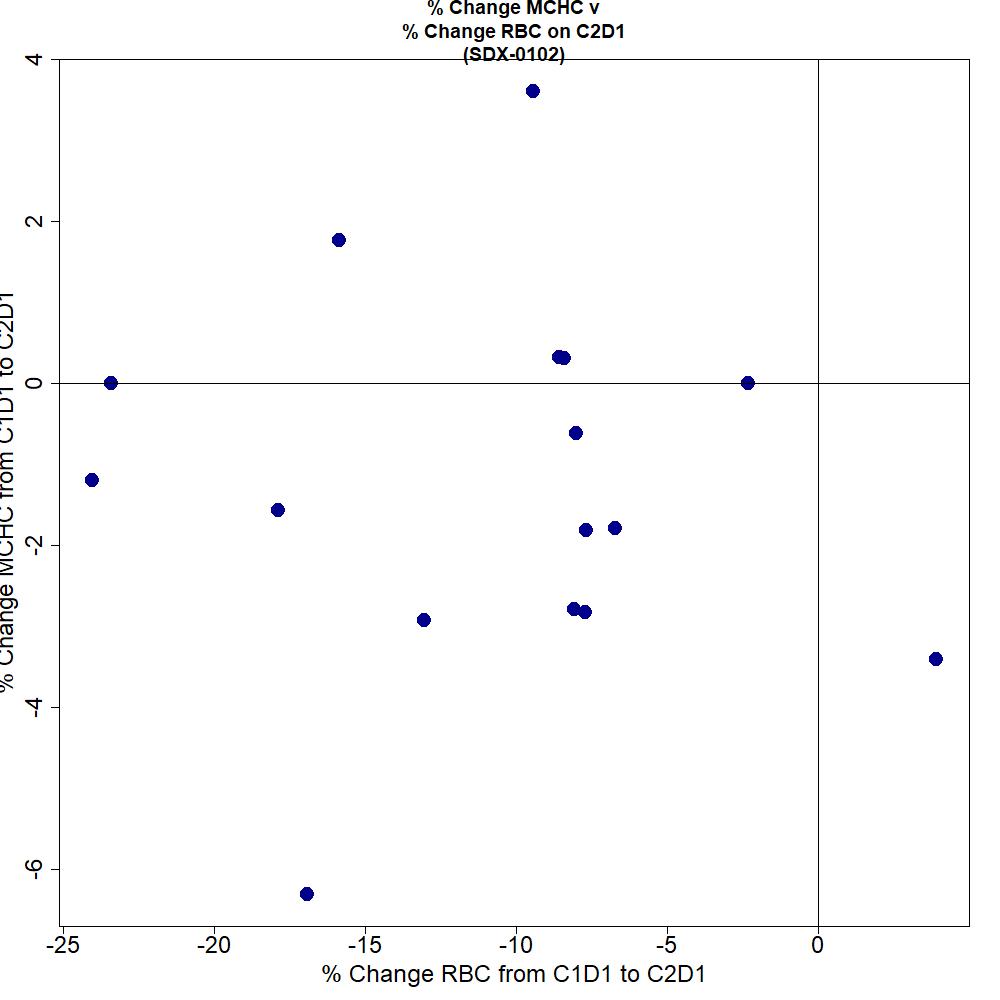 % Change MCHC v
% Change RBC on C2D1
(SDX-0102)
4
2
0
-2
-4
-6
% Change MCHC from C1D1 to C2D1
-25 -20 -15 -10 -5 0
% Change RBC from C1D1 to C2D1